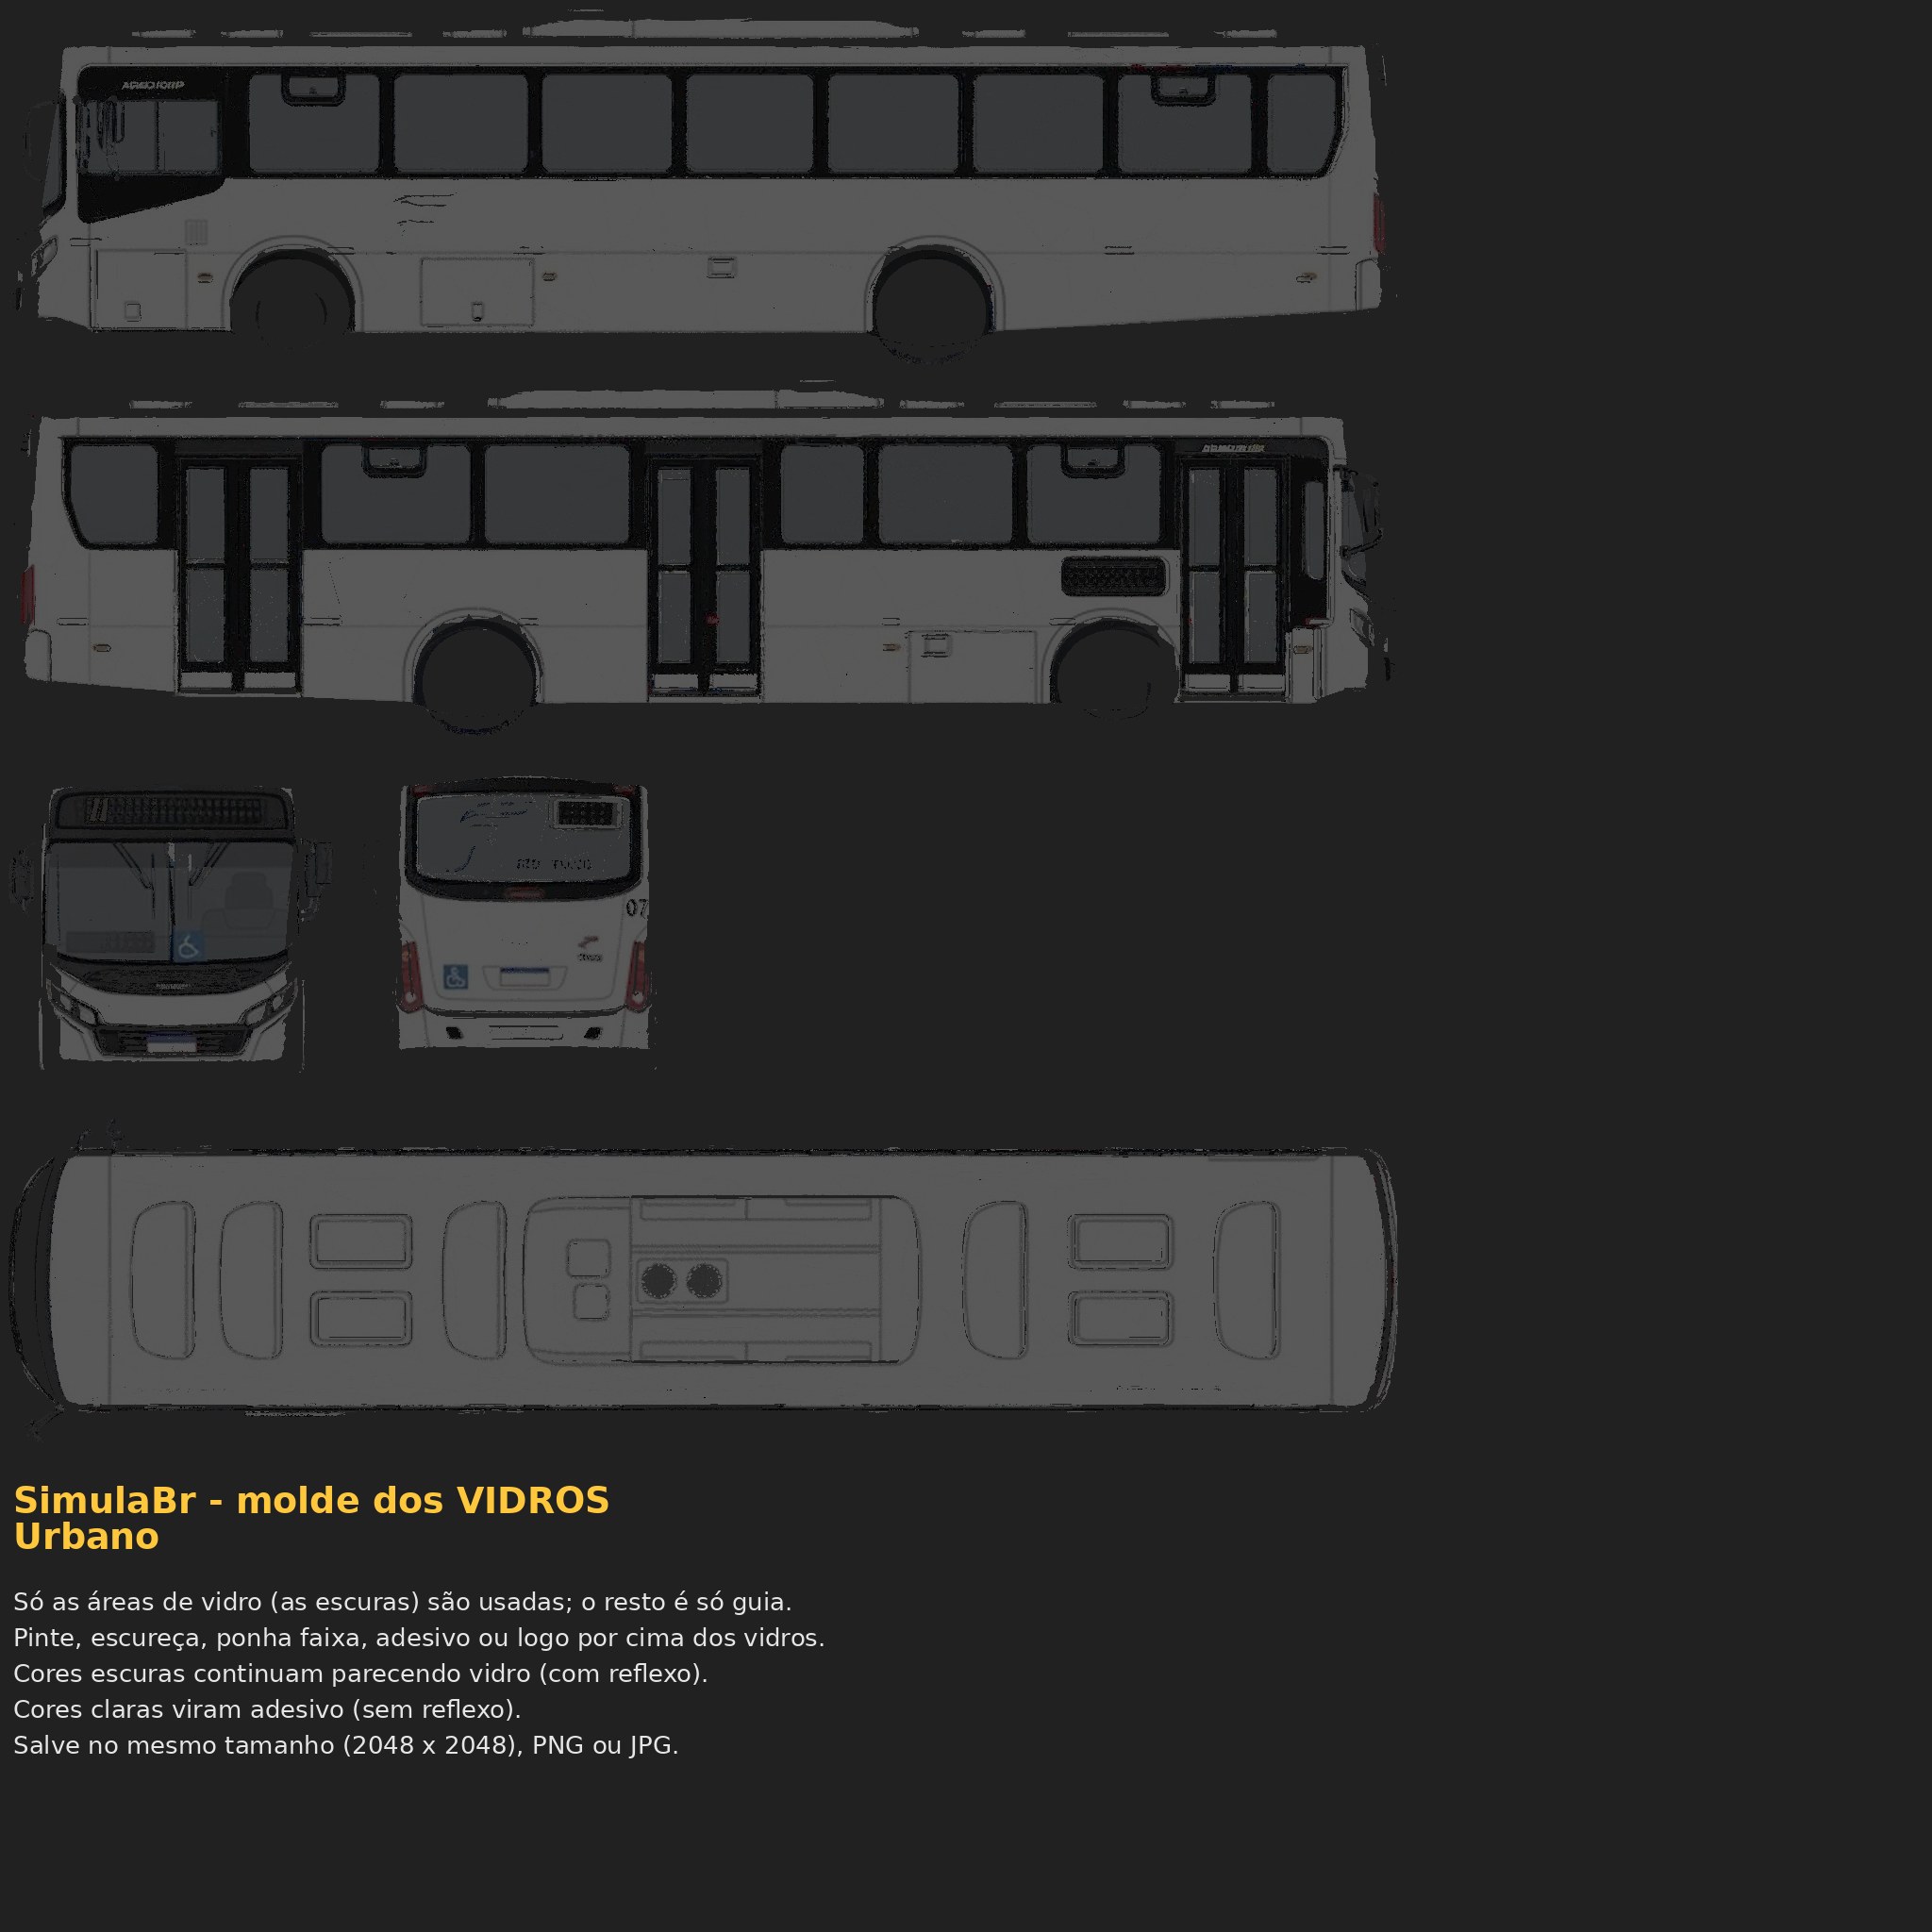 07
SimulaBr - molde dos VIDROS
Urbano
Só as áreas de vidro (as escuras) são usadas; o resto é só guia.
Pinte, escureça, ponha faixa, adesivo ou logo por cima dos vidros.
Cores escuras continuam parecendo vidro (com reflexo).
Cores claras viram adesivo (sem reflexo).
Salve no mesmo tamanho (2048 x 2048), PNG ou JPG.